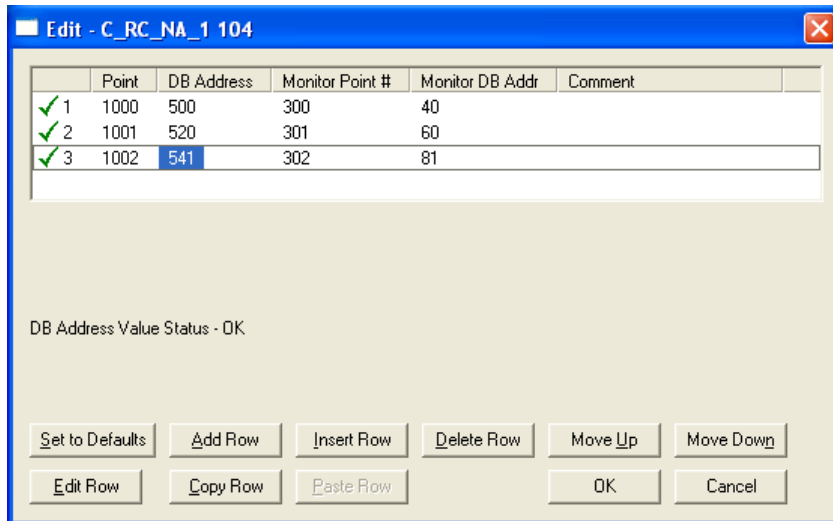 Edit - C_RC_NA_1 104
Point DB Address Monitor Point # Monitor DB Addr Comment
1 1000 500 300 40
2 1001 520 301 60
3 1002 541 302 81
DB Address Value Status - OK
Set to Defaults Add Row Insert Row Delete Row Move Up Move Down
Edit Row Copy Row Paste Row OK Cancel